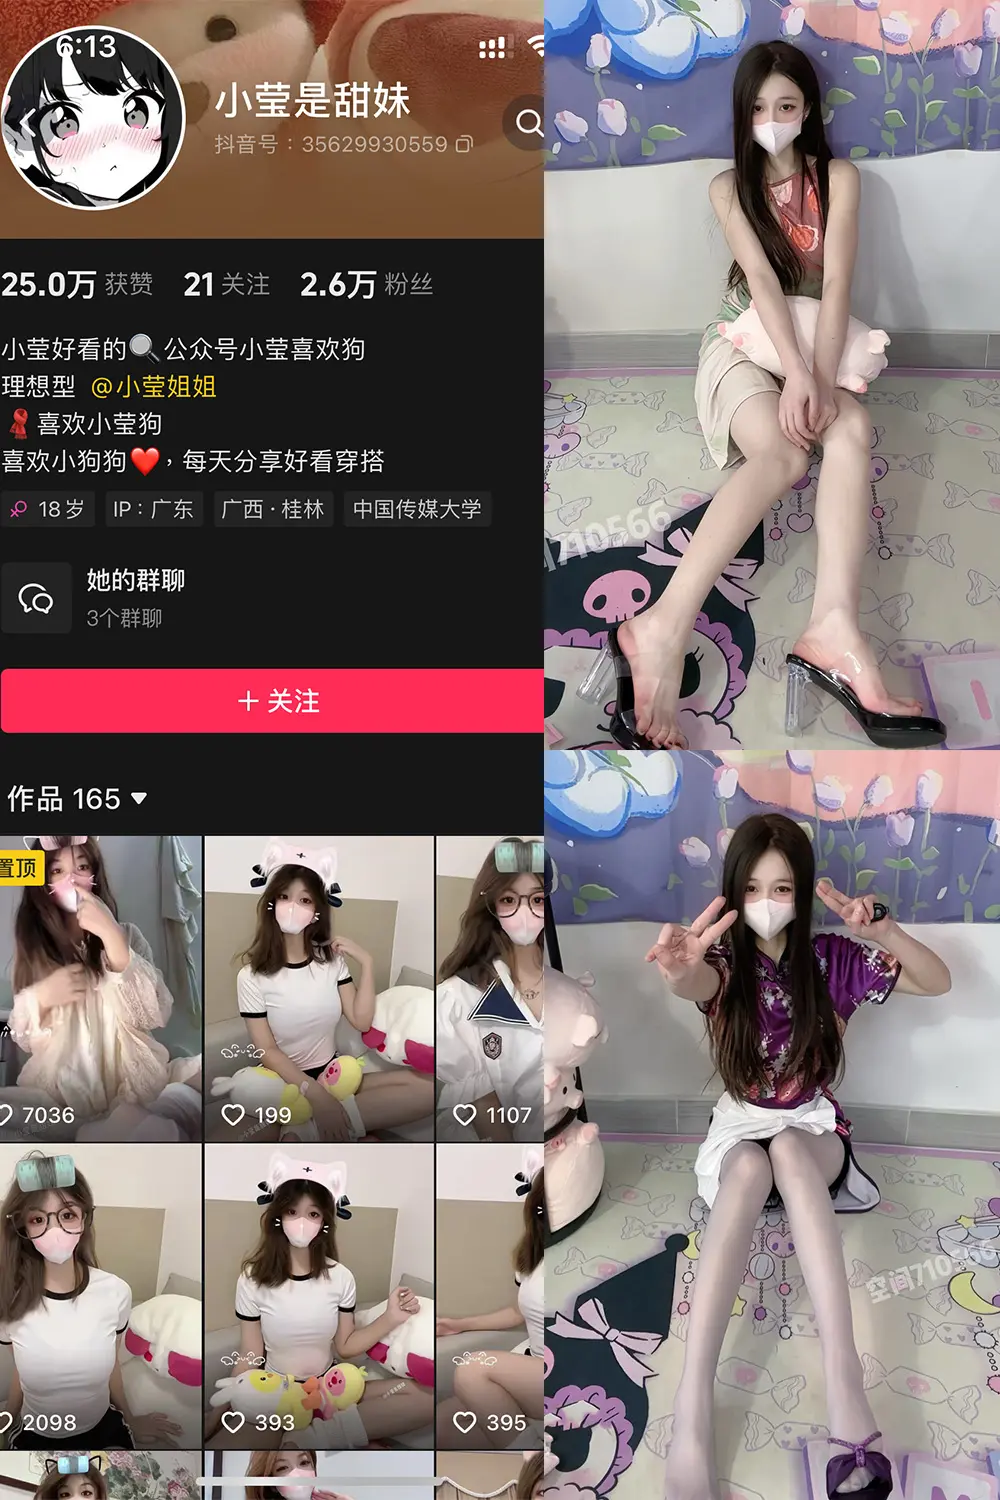 6:13
小莹是甜妹
抖音号：35629930559
25.0万 获赞 21 关注 2.6万 粉丝
小莹好看的🔍公众号小莹喜欢狗
理想型 @小莹姐姐
🧣喜欢小莹狗
喜欢小狗狗❤️，每天分享好看穿搭
18岁 IP：广东 广西·桂林 中国传媒大学
她的群聊
3个群聊
+ 关注
作品 165
置顶
7036
199
1107
2098
393
395
710566
空间710566